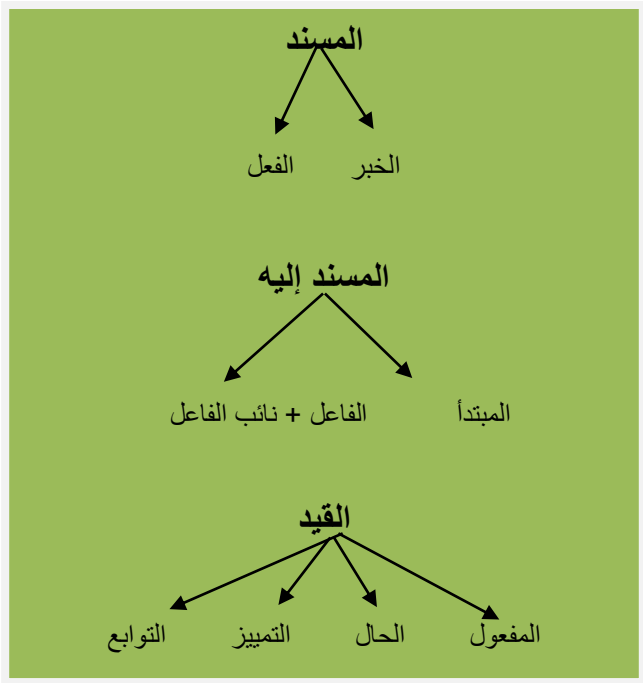 المسند
الخبر الفعل
المسند إليه
المبتدأ الفاعل + نائب الفاعل
القيد
المفعول الحال التمييز التوابع